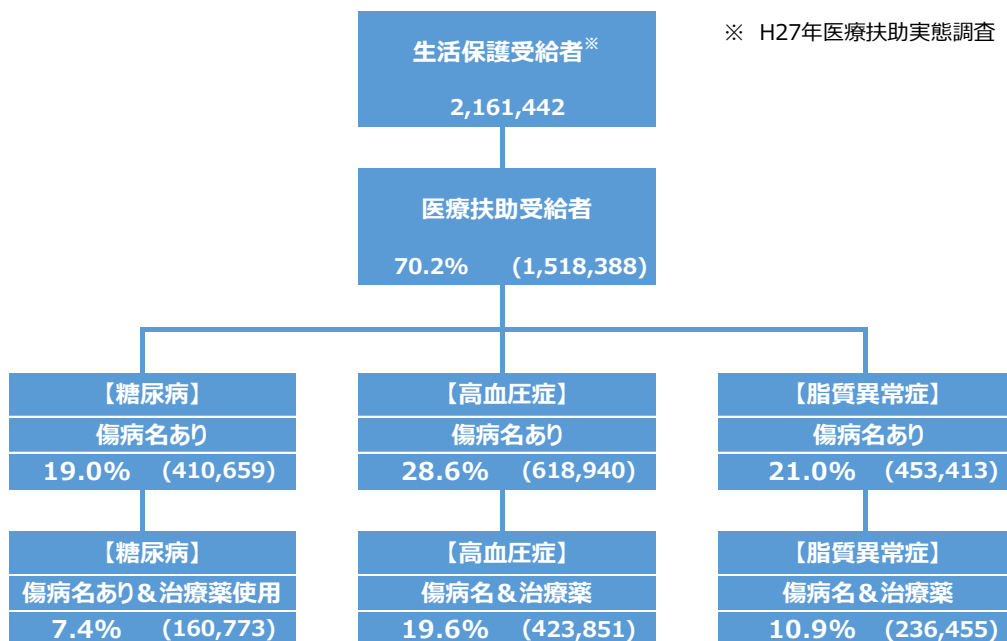 ※ H27年医療扶助実態調査
生活保護受給者※
2,161,442
医療扶助受給者
70.2% (1,518,388)
【糖尿病】
傷病名あり
19.0% (410,659)
【高血圧症】
傷病名あり
28.6% (618,940)
【脂質異常症】
傷病名あり
21.0% (453,413)
【糖尿病】
傷病名あり&治療薬使用
7.4% (160,773)
【高血圧症】
傷病名&治療薬
19.6% (423,851)
【脂質異常症】
傷病名&治療薬
10.9% (236,455)